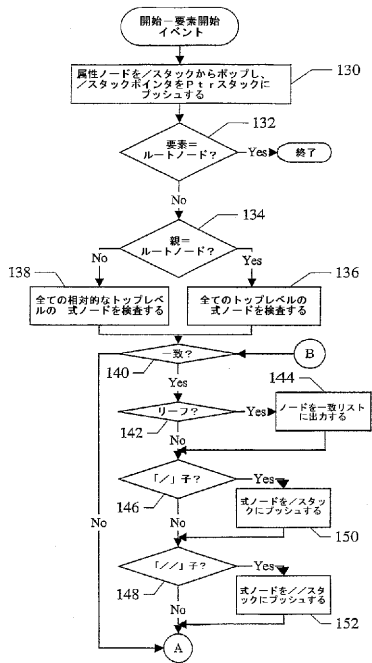 開始－要素開始
イベント
属性ノードを／スタックからポップし、
／スタックポインタをＰｔｒスタックに
プッシュする
130
132
要素＝
ルートノード？
Yes
終了
No
134
親＝
ルートノード？
No
Yes
138
136
全ての相対的なトップレベ
ルの　式ノードを検査する
全てのトップレベルの
式ノードを検査する
一致？
B
140
144
Yes
リーフ？
Yes
ノードを一致リスト
に出力する
142
No
「／」子？
Yes
146
式ノードを／スタッ
クにプッシュする
No
No
150
「／／」子？
Yes
148
式ノードを／／スタ
ックにプッシュする
No
152
A